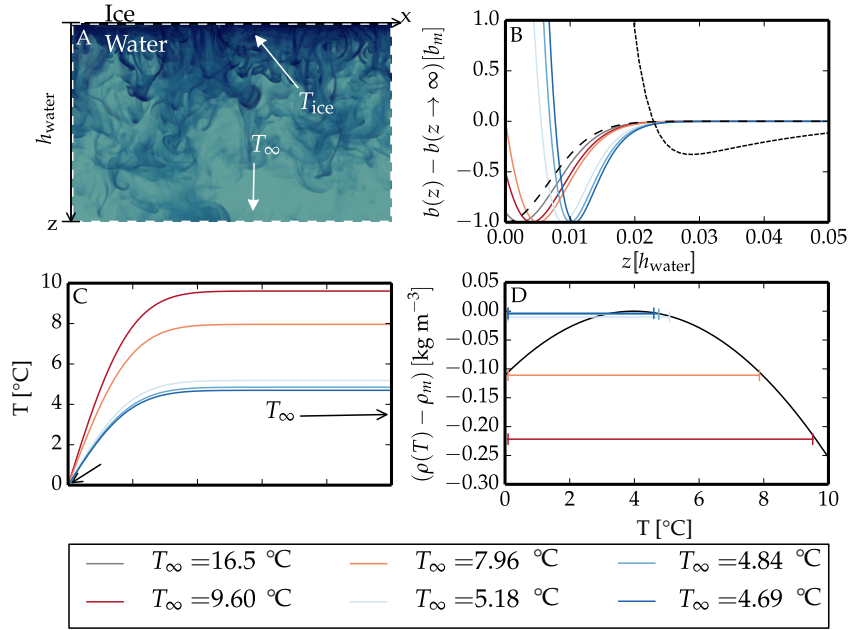 Ice
x
A
Water
T_ice
T_∞
h_water
z
B
b(z) − b(z → ∞)[b_m]
1.0
0.5
0.0
−0.5
−1.0
0.00 0.01 0.02 0.03 0.04 0.05
z[h_water]
C
T [°C]
10
8
6
4
2
0
T_∞
D
(ρ(T) − ρ_m) [kg m⁻³]
0.05
0.00
−0.05
−0.10
−0.15
−0.20
−0.25
−0.30
0 2 4 6 8 10
T [°C]
T_∞ =16.5 °C T_∞ =7.96 °C T_∞ =4.84 °C
T_∞ =9.60 °C T_∞ =5.18 °C T_∞ =4.69 °C